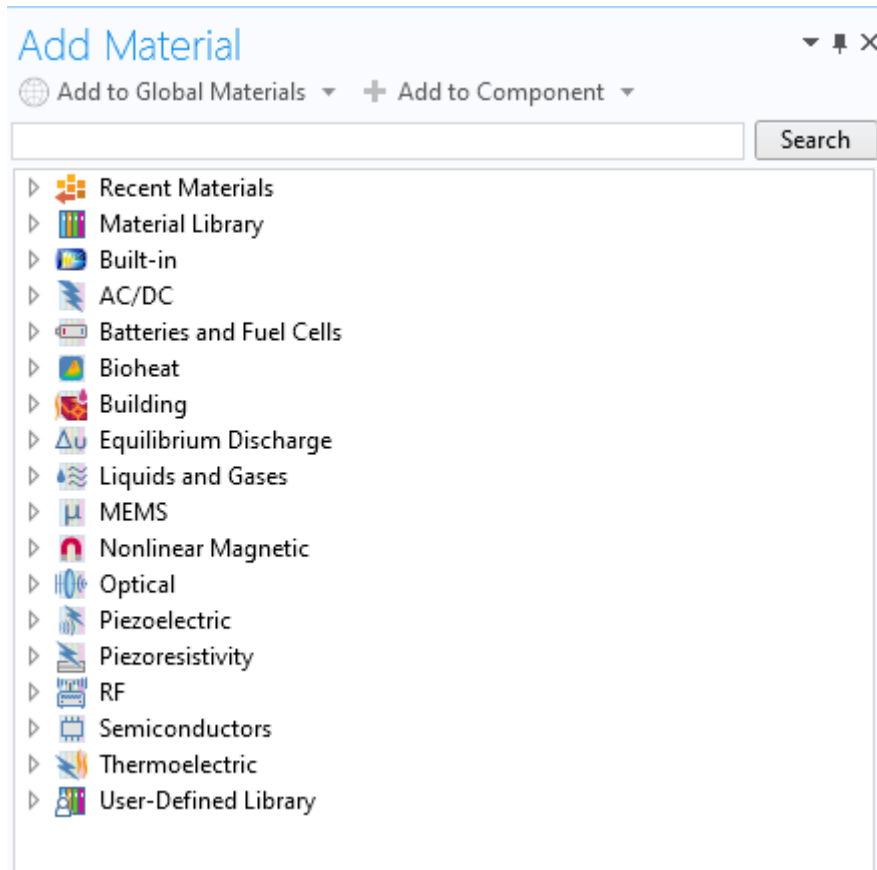 Add Material
Add to Global Materials Add to Component
Search
Recent Materials
Material Library
Built-in
AC/DC
Batteries and Fuel Cells
Bioheat
Building
Δυ Equilibrium Discharge
Liquids and Gases
μ MEMS
Nonlinear Magnetic
Optical
Piezoelectric
Piezoresistivity
RF
Semiconductors
Thermoelectric
User-Defined Library